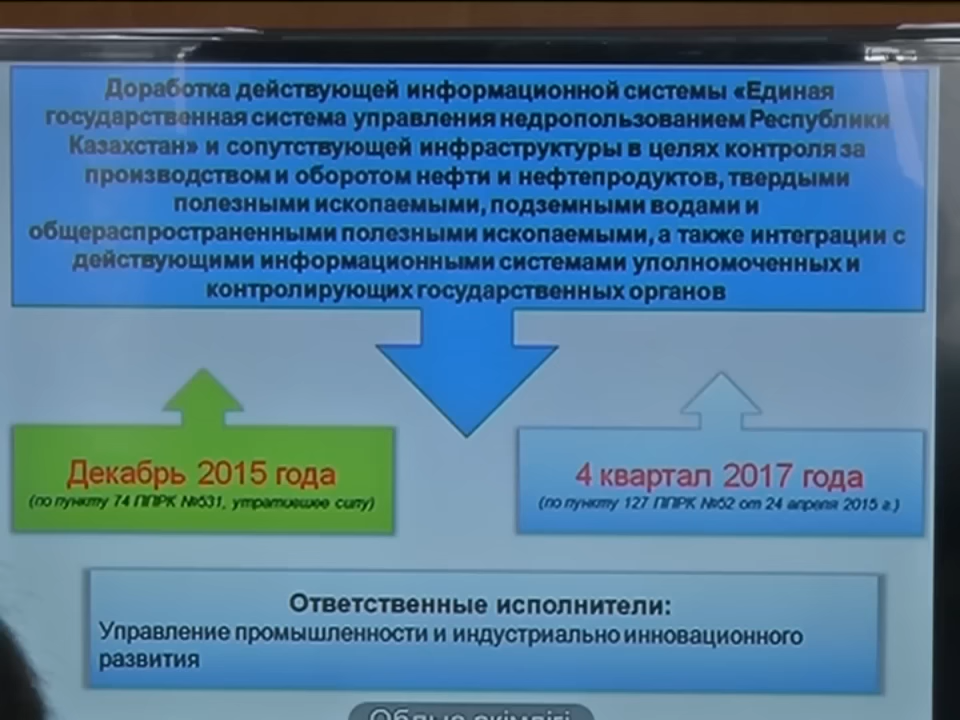 Доработка действующей информационной системы «Единая
государственная система управления недропользованием Республики
Казахстан» и сопутствующей инфраструктуры в целях контроля за
производством и оборотом нефти и нефтепродуктов, твердыми
полезными ископаемыми, подземными водами и
общераспространенными полезными ископаемыми, а также интеграции с
действующими информационными системами уполномоченных и
контролирующих государственных органов
Декабрь 2015 года
(по пункту 74 ППРК №631, утратившее силу)
4 квартал 2017 года
(по пункту 127 ППРК №52 от 24 апреля 2015 г.)
Ответственные исполнители:
Управление промышленности и индустриально инновационного
развития
Облыс әкімдігі